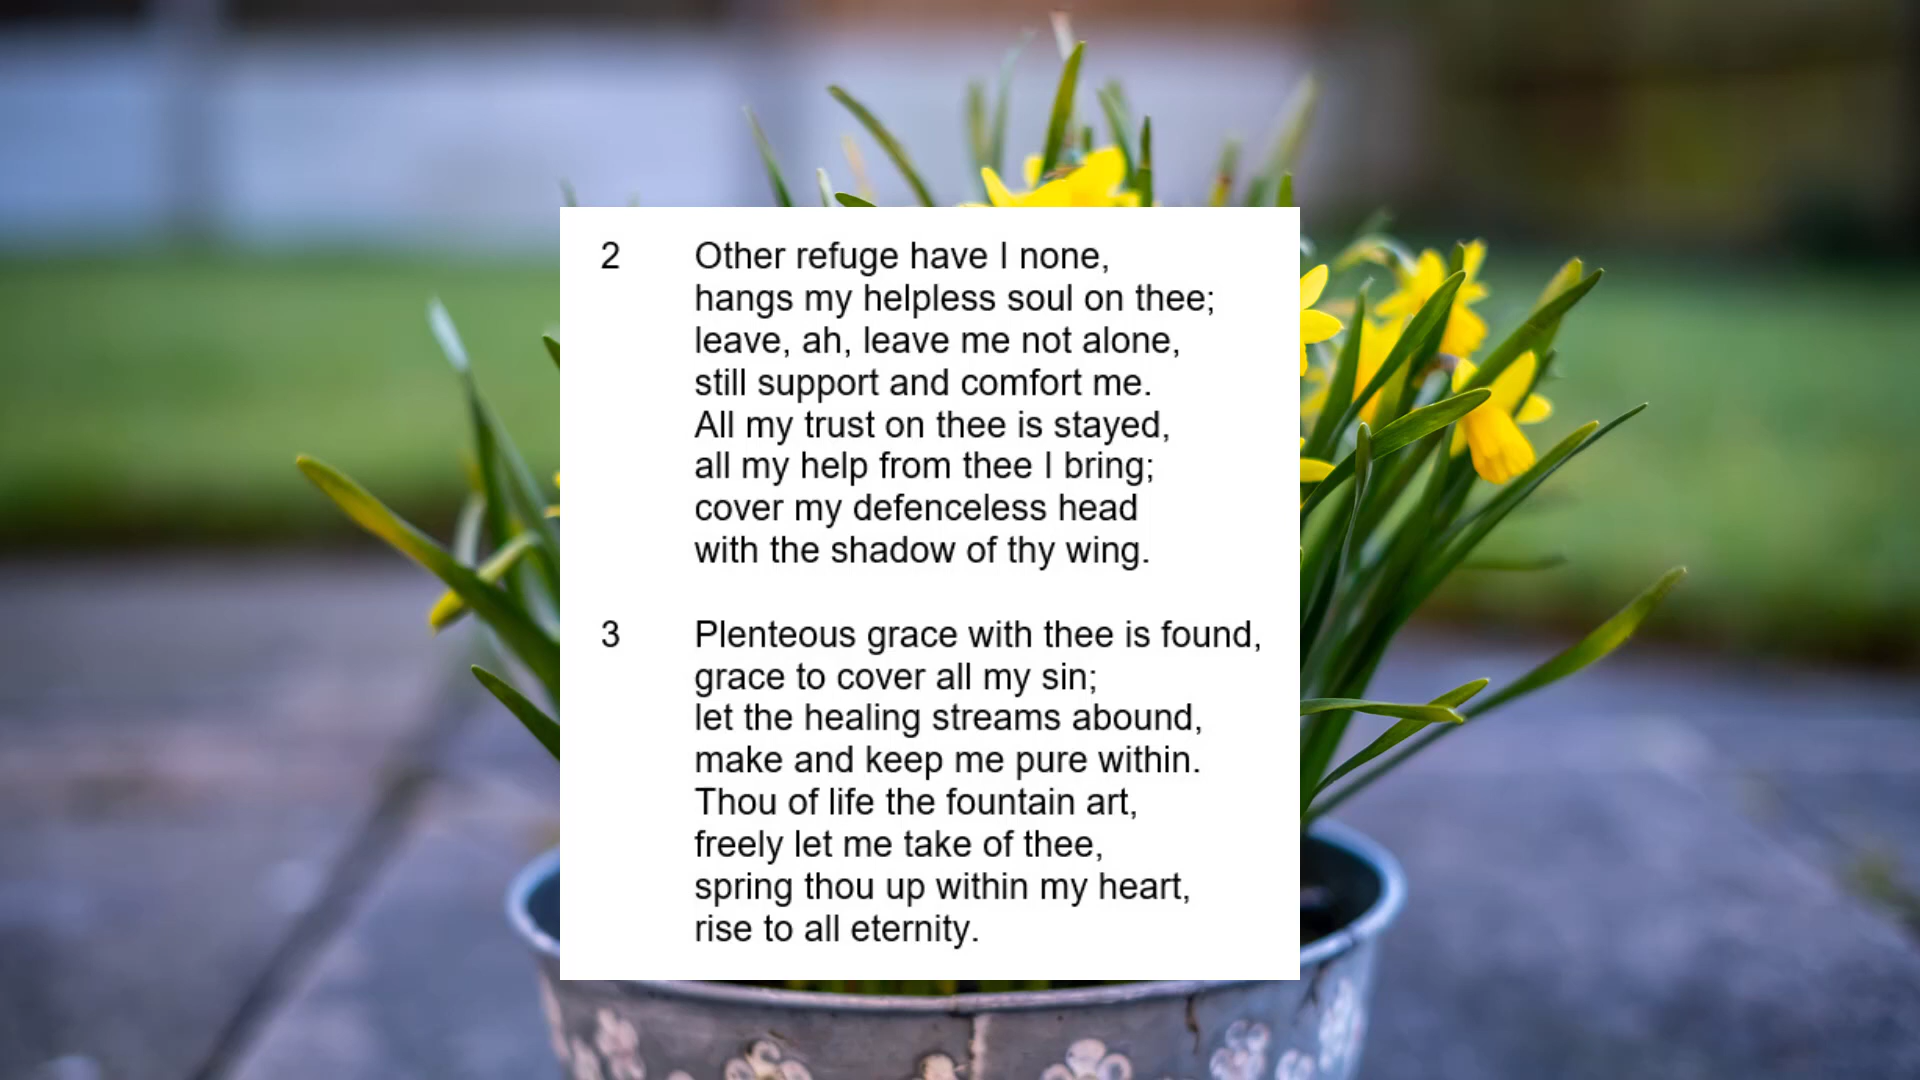 2 Other refuge have I none,
hangs my helpless soul on thee;
leave, ah, leave me not alone,
still support and comfort me.
All my trust on thee is stayed,
all my help from thee I bring;
cover my defenceless head
with the shadow of thy wing.
3 Plenteous grace with thee is found,
grace to cover all my sin;
let the healing streams abound,
make and keep me pure within.
Thou of life the fountain art,
freely let me take of thee,
spring thou up within my heart,
rise to all eternity.